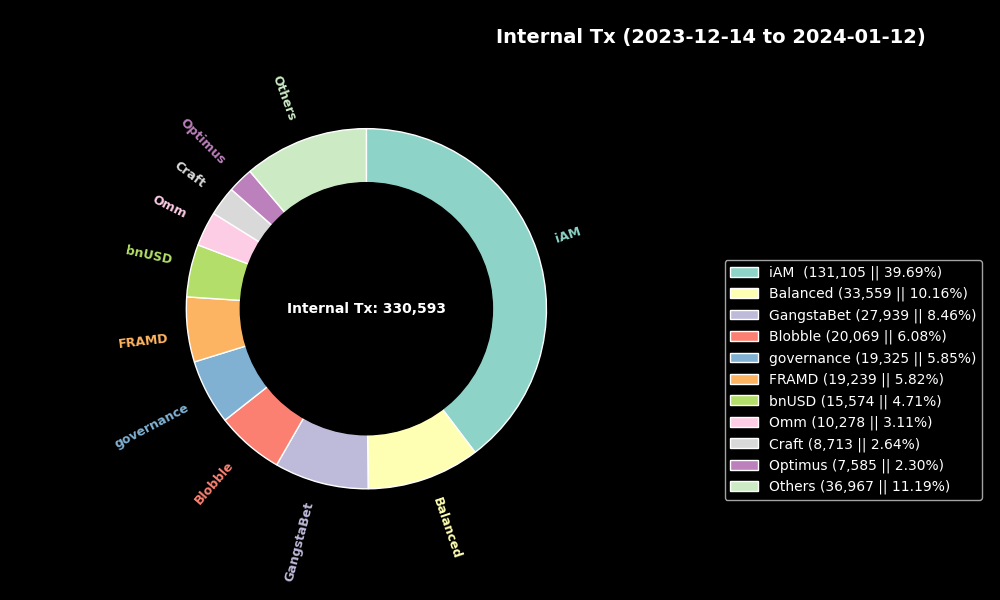 Internal Tx (2023-12-14 to 2024-01-12)
Others
Optimus
Craft
Omm
bnUSD
FRAMD
governance
Blobble
GangstaBet
Balanced
iAM
Internal Tx: 330,593
iAM  (131,105 || 39.69%)
Balanced (33,559 || 10.16%)
GangstaBet (27,939 || 8.46%)
Blobble (20,069 || 6.08%)
governance (19,325 || 5.85%)
FRAMD (19,239 || 5.82%)
bnUSD (15,574 || 4.71%)
Omm (10,278 || 3.11%)
Craft (8,713 || 2.64%)
Optimus (7,585 || 2.30%)
Others (36,967 || 11.19%)